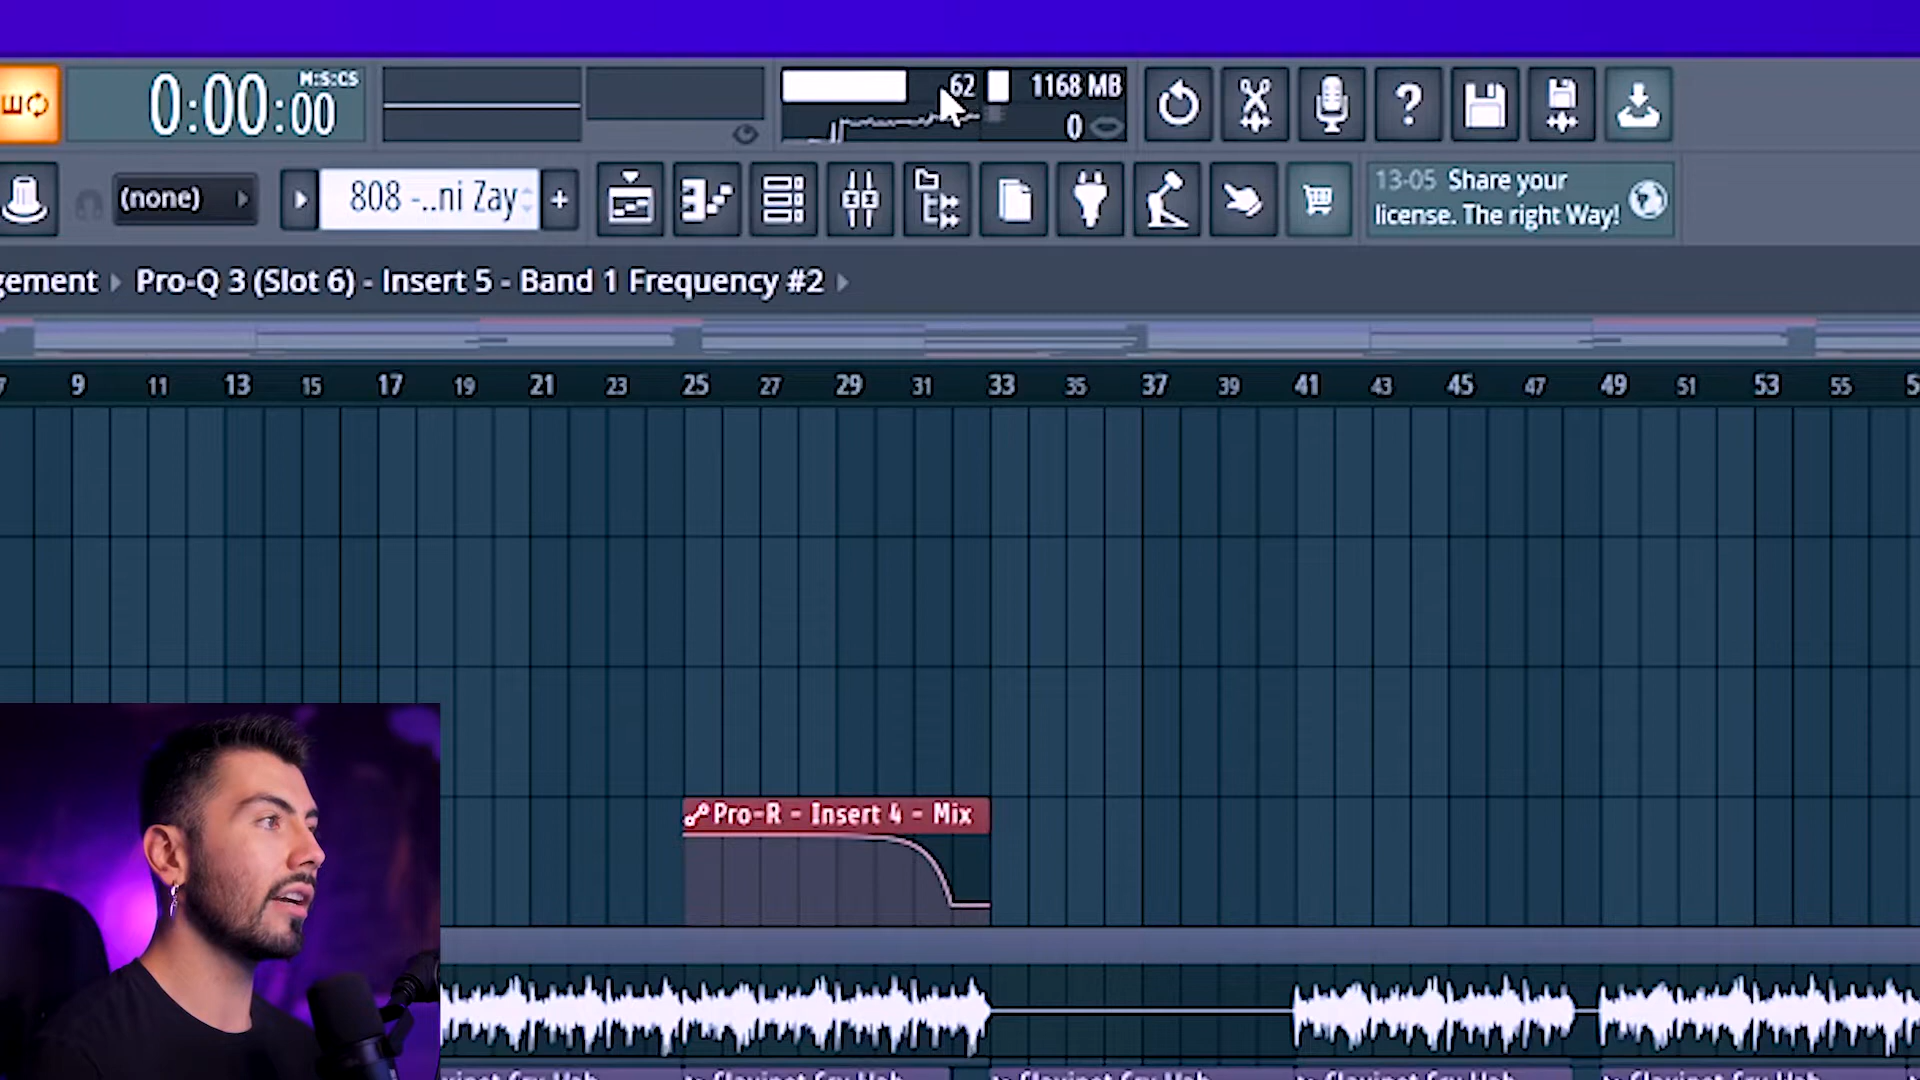 0:00:00 M:S:CS
62 1168 MB
0
?
(none)
808 -..ni Zay
+
13-05 Share your
license. The right Way!
gement Pro-Q 3 (Slot 6) - Insert 5 - Band 1 Frequency #2
7 9 11 13 15 17 19 21 23 25 27 29 31 33 35 37 39 41 43 45 47 49 51 53 55 5
Pro-R - Insert 4 - Mix